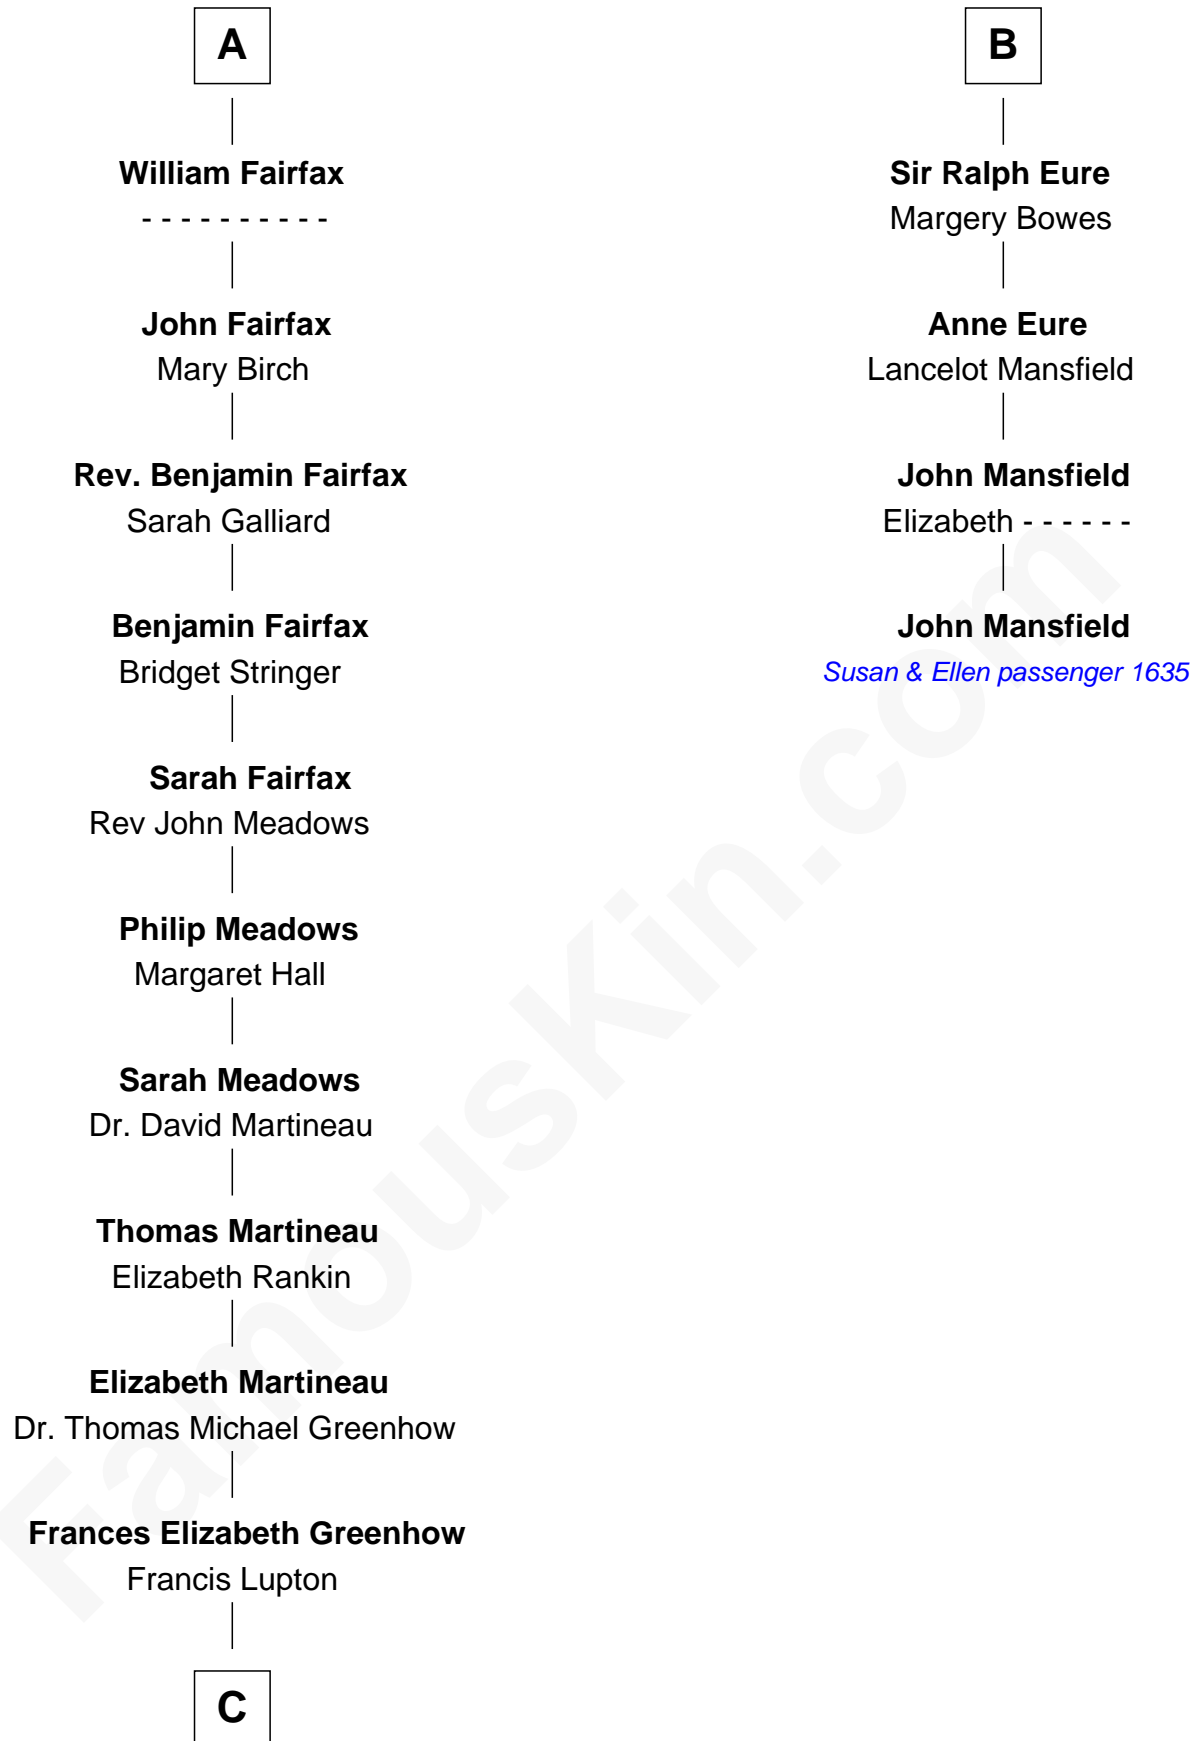 A
William Fairfax
- - - - - - - - - -
John Fairfax
Mary Birch
Rev. Benjamin Fairfax
Sarah Galliard
Benjamin Fairfax
Bridget Stringer
Sarah Fairfax
Rev John Meadows
Philip Meadows
Margaret Hall
Sarah Meadows
Dr. David Martineau
Thomas Martineau
Elizabeth Rankin
Elizabeth Martineau
Dr. Thomas Michael Greenhow
Frances Elizabeth Greenhow
Francis Lupton
C
B
Sir Ralph Eure
Margery Bowes
Anne Eure
Lancelot Mansfield
John Mansfield
Elizabeth - - - - - -
John Mansfield
Susan & Ellen passenger 1635
FamousKin.com